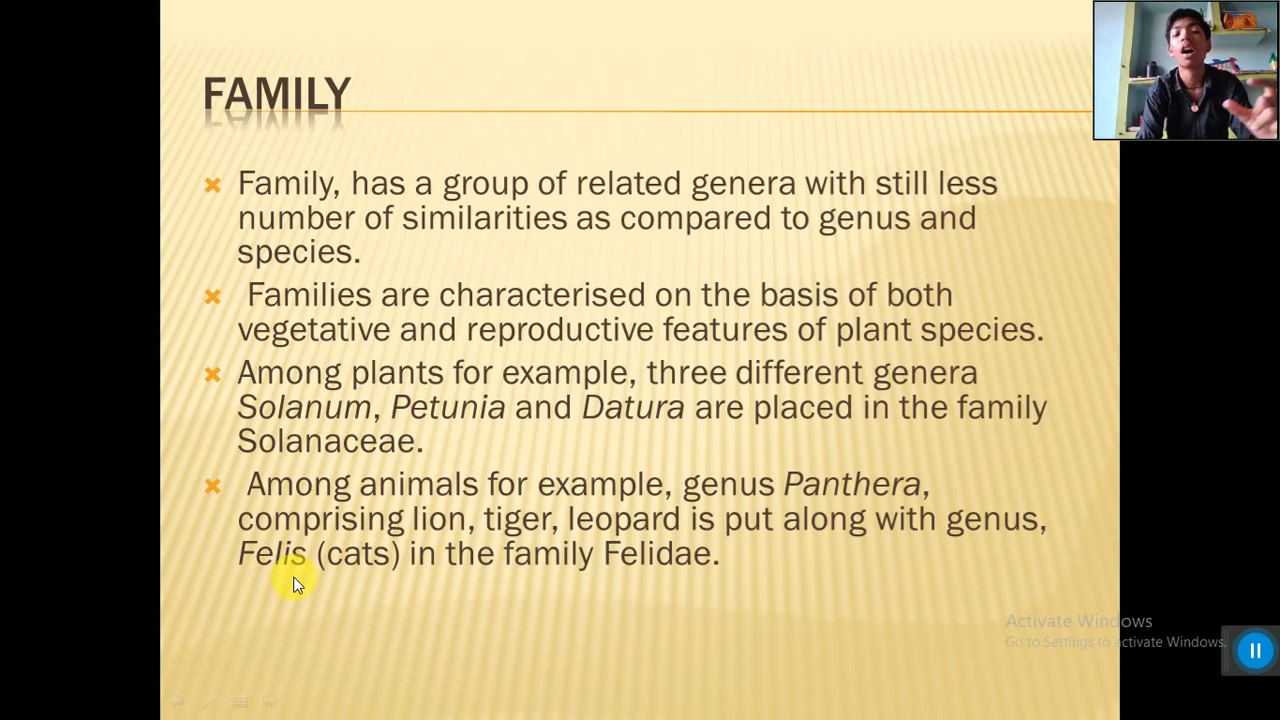 FAMILY
Family, has a group of related genera with still less
number of similarities as compared to genus and
species.
Families are characterised on the basis of both
vegetative and reproductive features of plant species.
Among plants for example, three different genera
Solanum, Petunia and Datura are placed in the family
Solanaceae.
Among animals for example, genus Panthera,
comprising lion, tiger, leopard is put along with genus,
Felis (cats) in the family Felidae.
Activate Windows
Go to Settings to activate Windows.